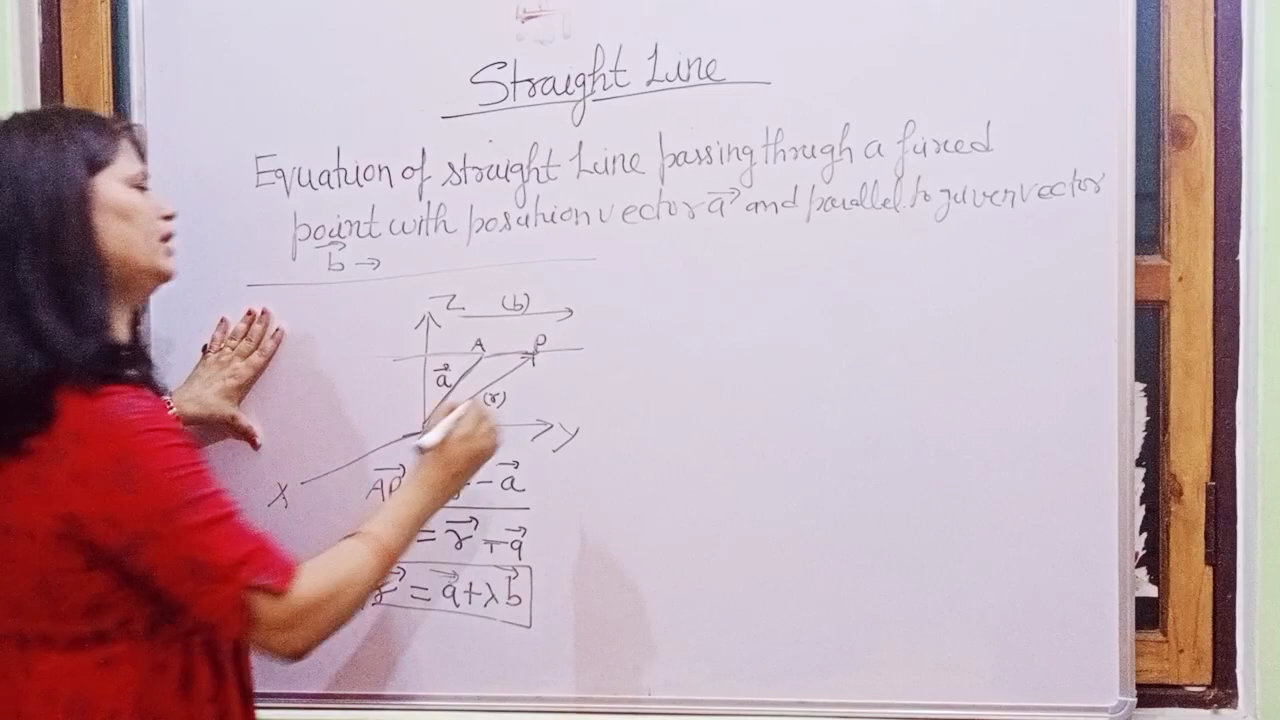 Straight Line
Equation of straight Line passing through a fixed
point with position vector a⃗ and parallel to given vector
b⃗ →
Z (b)
A P
a⃗
(r)
Y
X
AP⃗ - a⃗
= r⃗ - a⃗
r⃗ = a⃗ + λb⃗